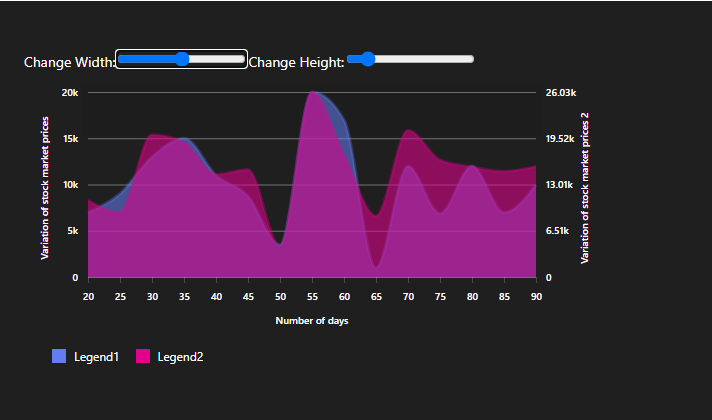 Change Width: Change Height:
20k 26.03k
15k 19.52k
10k 13.01k
5k 6.51k
0 0
Variation of stock market prices
Variation of stock market prices 2
20 25 30 35 40 45 50 55 60 65 70 75 80 85 90
Number of days
Legend1 Legend2